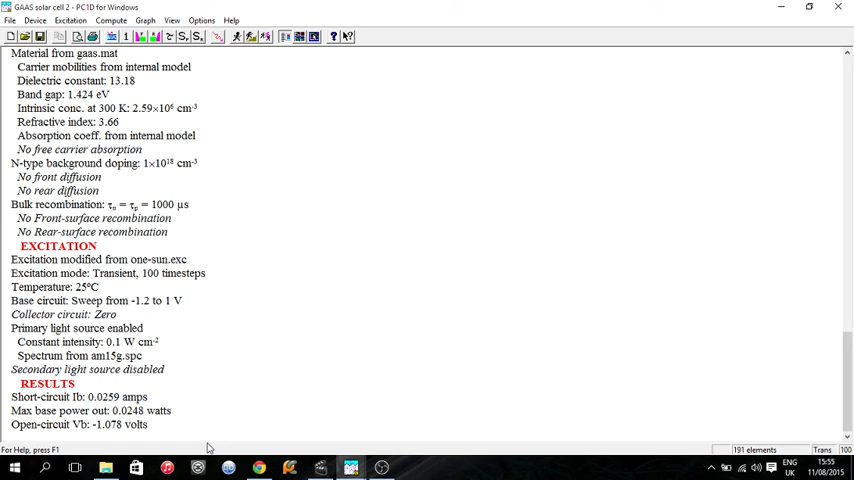 GAAS solar cell 2 - PC1D for Windows
File Device Excitation Compute Graph View Options Help
Material from gaas.mat
Carrier mobilities from internal model
Dielectric constant: 13.18
Band gap: 1.424 eV
Intrinsic conc. at 300 K: 2.59×10⁶ cm⁻³
Refractive index: 3.66
Absorption coeff. from internal model
No free carrier absorption
N-type background doping: 1×10¹⁸ cm⁻³
No front diffusion
No rear diffusion
Bulk recombination: τₙ = τₚ = 1000 µs
No Front-surface recombination
No Rear-surface recombination
EXCITATION
Excitation modified from one-sun.exc
Excitation mode: Transient, 100 timesteps
Temperature: 25°C
Base circuit: Sweep from -1.2 to 1 V
Collector circuit: Zero
Primary light source enabled
Constant intensity: 0.1 W cm⁻²
Spectrum from am15g.spc
Secondary light source disabled
RESULTS
Short-circuit Ib: 0.0259 amps
Max base power out: 0.0248 watts
Open-circuit Vb: -1.078 volts
For Help, press F1
191 elements
Trans
100
ENG
UK
15:55
11/08/2015